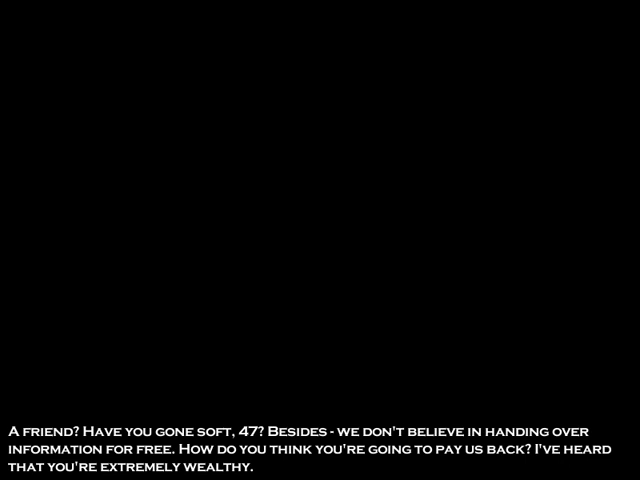 A friend? Have you gone soft, 47? Besides - we don't believe in handing over
information for free. How do you think you're going to pay us back? I've heard
that you're extremely wealthy.